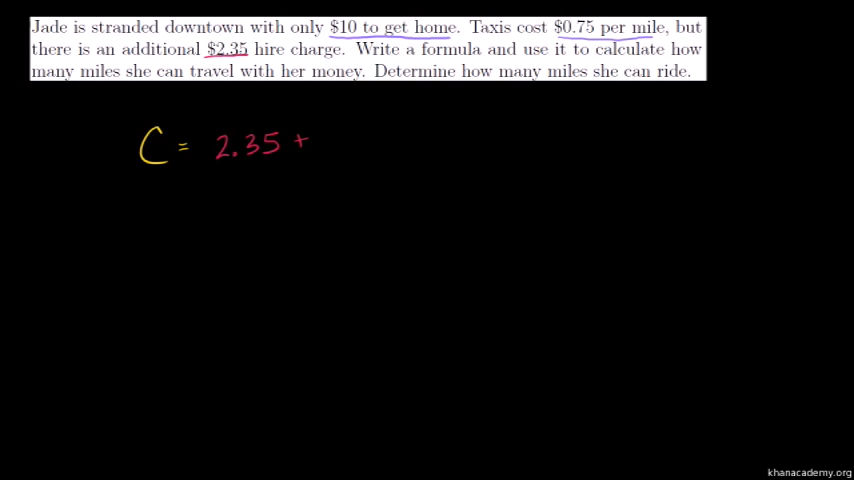 Jade is stranded downtown with only $10 to get home. Taxis cost $0.75 per mile, but
there is an additional $2.35 hire charge. Write a formula and use it to calculate how
many miles she can travel with her money. Determine how many miles she can ride.
C = 2.35 +
khanacademy.org